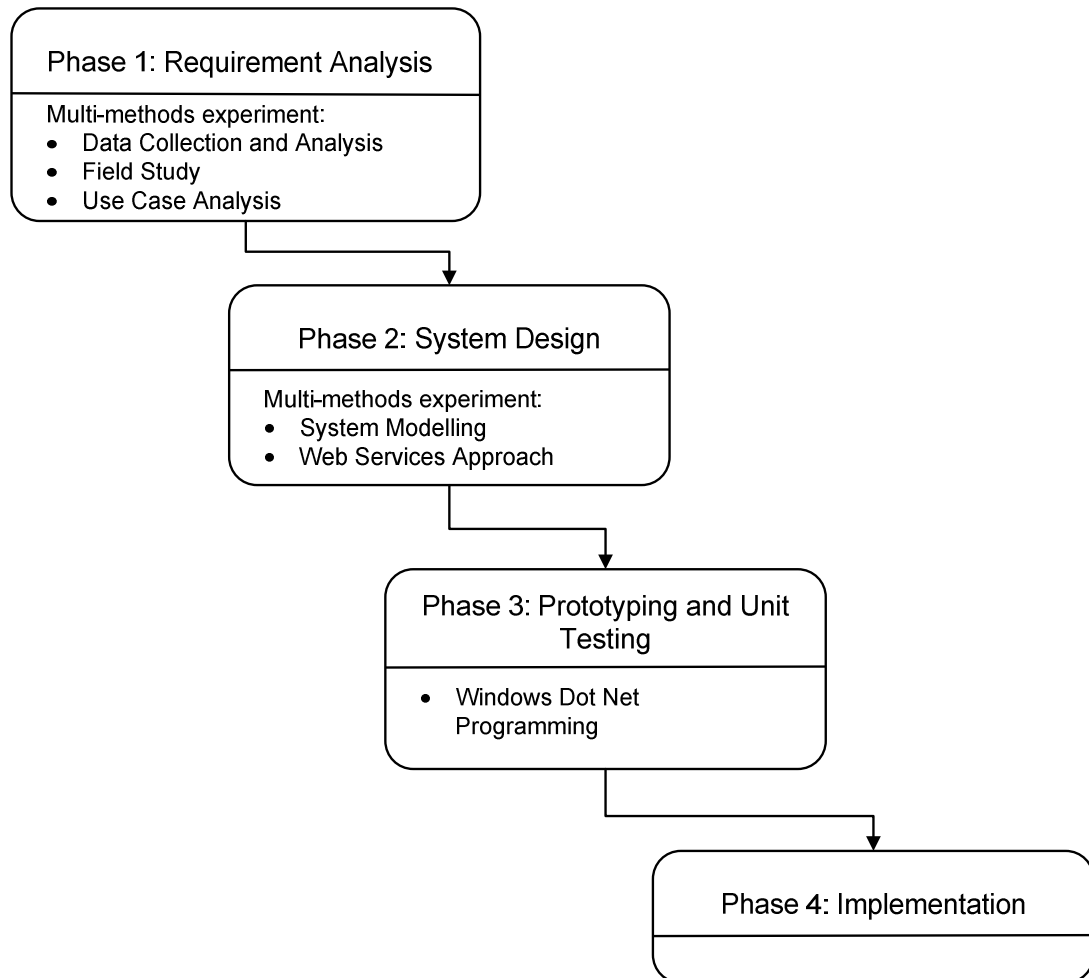 Phase 1: Requirement Analysis
Multi-methods experiment:
• Data Collection and Analysis
• Field Study
• Use Case Analysis
Phase 2: System Design
Multi-methods experiment:
• System Modelling
• Web Services Approach
Phase 3: Prototyping and Unit
Testing
• Windows Dot Net
Programming
Phase 4: Implementation